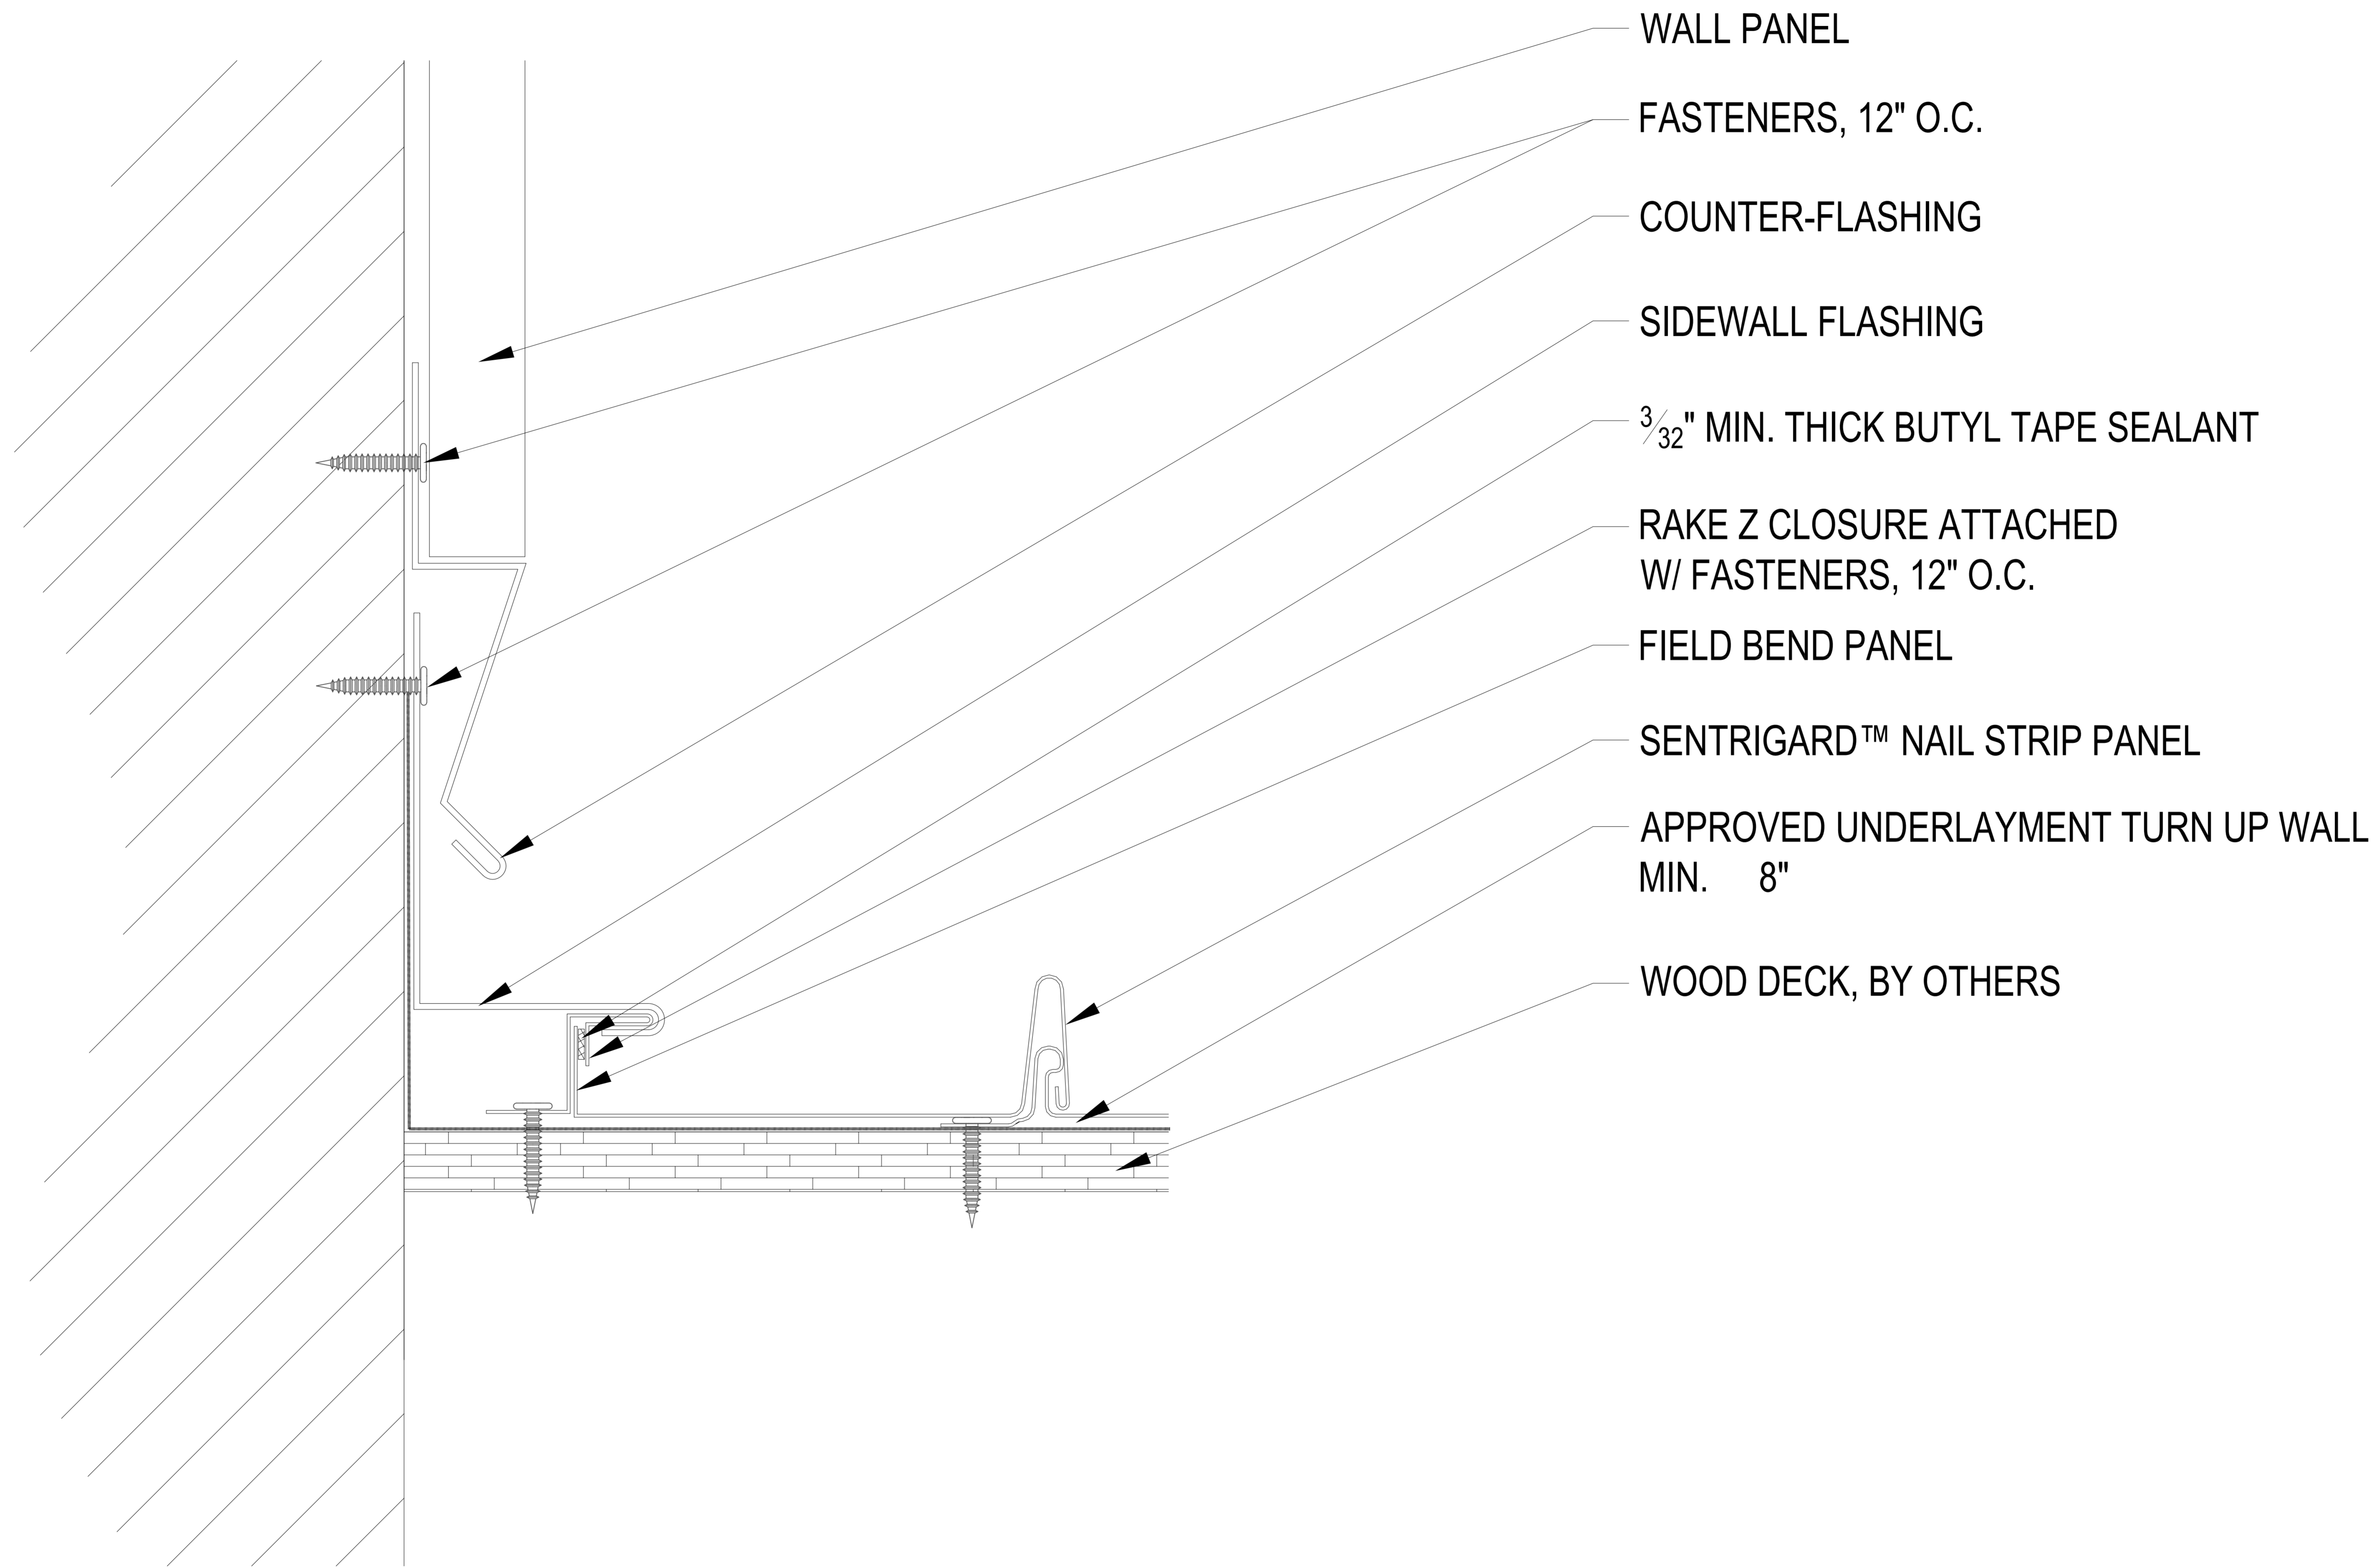 WALL PANEL
FASTENERS, 12" O.C.
COUNTER-FLASHING
SIDEWALL FLASHING
3/32" MIN. THICK BUTYL TAPE SEALANT
RAKE Z CLOSURE ATTACHED
W/ FASTENERS, 12" O.C.
FIELD BEND PANEL
SENTRIGARD™ NAIL STRIP PANEL
APPROVED UNDERLAYMENT TURN UP WALL
MIN. 8"
WOOD DECK, BY OTHERS